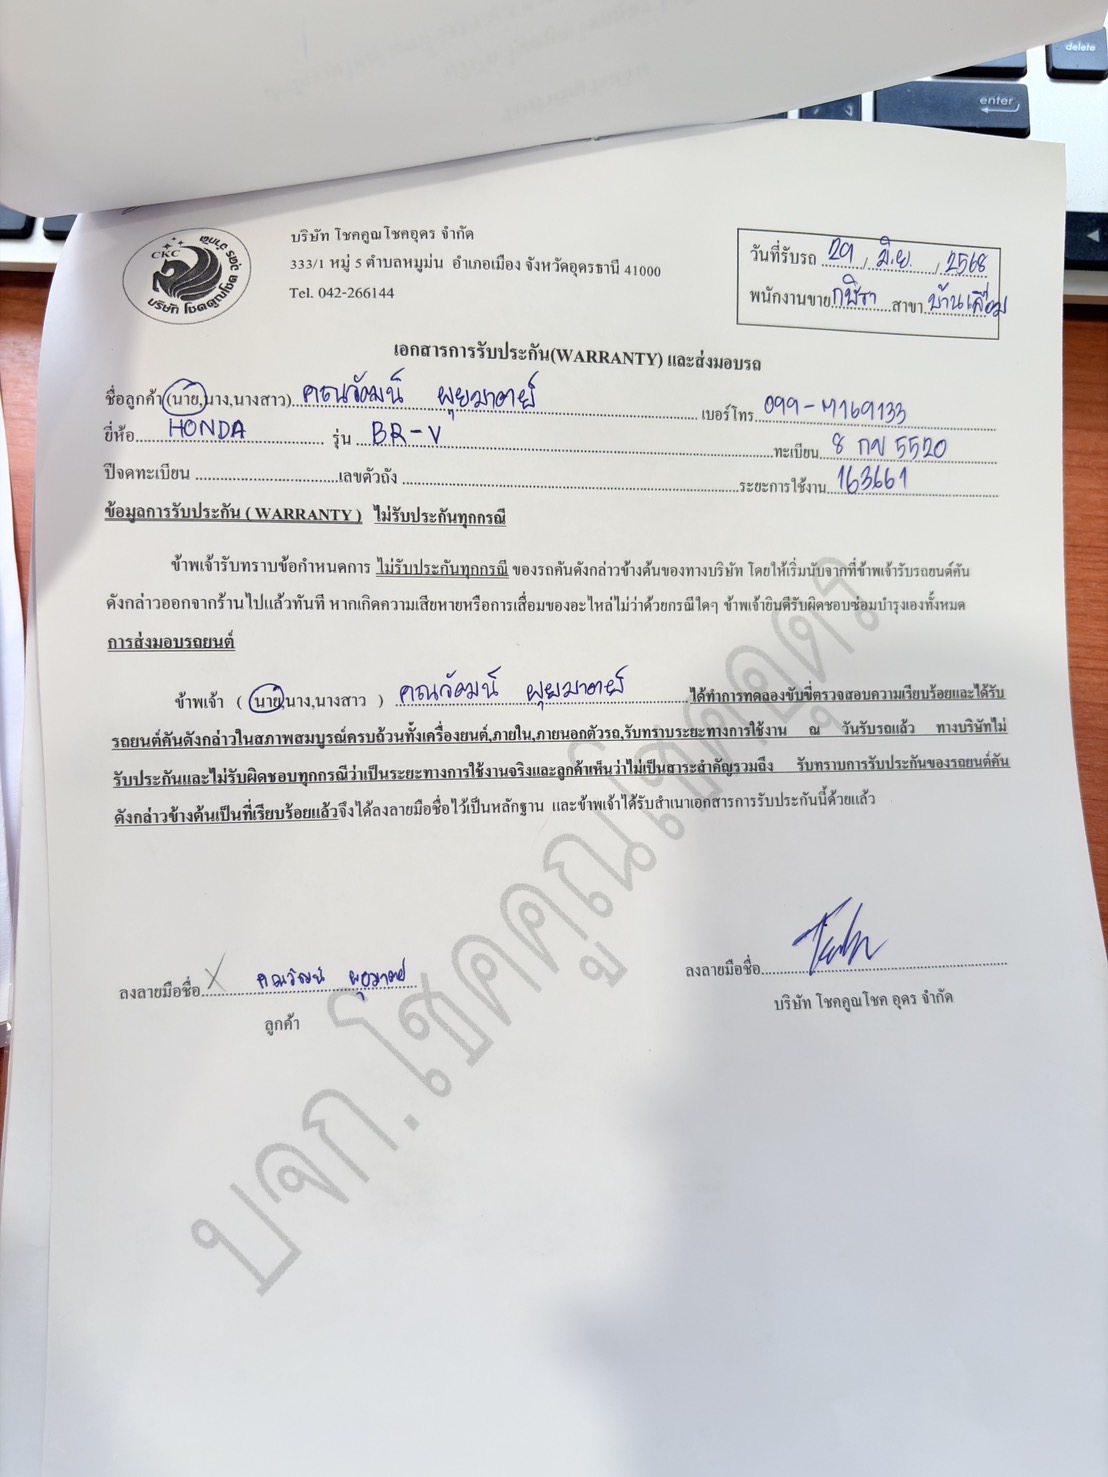 บริษัท โชคคูณโชคอุดร จำกัด
333/1 หมู่ 5 ตำบลหมูม่น อำเภอเมือง จังหวัดอุดรธานี 41000
Tel. 042-266144
CKC
บริษัท โชคคูณโชค อุดร จำกัด
วันที่รับรถ 29 / มิ.ย. / 2568
พนักงานขาย กษิรา สาขา บ้านเลื่อม
เอกสารการรับประกัน(WARRANTY) และส่งมอบรถ
ชื่อลูกค้า (นาย,นาง,นางสาว) คณวัฒน์ เบอร์โทร 099-7169133
ยี่ห้อ HONDA รุ่น BR-V ทะเบียน 8 กข 5520
ปีจดทะเบียน เลขตัวถัง ระยะการใช้งาน 163661
ข้อมูลการรับประกัน ( WARRANTY ) ไม่รับประกันทุกกรณี
ข้าพเจ้ารับทราบข้อกำหนดการ ไม่รับประกันทุกกรณี ของรถคันดังกล่าวข้างต้นของทางบริษัท โดยให้เริ่มนับจากที่ข้าพเจ้ารับรถยนต์คัน
ดังกล่าวออกจากร้านไปแล้วทันที หากเกิดความเสียหายหรือการเสื่อมของอะไหล่ไม่ว่าด้วยกรณีใดๆ ข้าพเจ้ายินดีรับผิดชอบซ่อมบำรุงเองทั้งหมด
การส่งมอบรถยนต์
ข้าพเจ้า ( นาย,นาง,นางสาว ) คณวัฒน์ ได้ทำการทดลองขับขี่ตรวจสอบความเรียบร้อยและได้รับ
รถยนต์คันดังกล่าวในสภาพสมบูรณ์ครบถ้วนทั้งเครื่องยนต์,ภายใน,ภายนอกตัวรถ,รับทราบระยะทางการใช้งาน ณ วันรับรถแล้ว ทางบริษัทไม่
รับประกันและไม่รับผิดชอบทุกกรณีว่าเป็นระยะทางการใช้งานจริงและลูกค้าเห็นว่าไม่เป็นสาระสำคัญรวมถึง รับทราบการรับประกันของรถยนต์คัน
ดังกล่าวข้างต้นเป็นที่เรียบร้อยแล้วจึงได้ลงลายมือชื่อไว้เป็นหลักฐาน และข้าพเจ้าได้รับสำเนาเอกสารการรับประกันนี้ด้วยแล้ว
ลงลายมือชื่อ คณวัฒน์
ลูกค้า
ลงลายมือชื่อ
บริษัท โชคคูณโชค อุดร จำกัด
บจก.โชคคูณโชคอุดร
delete
enter